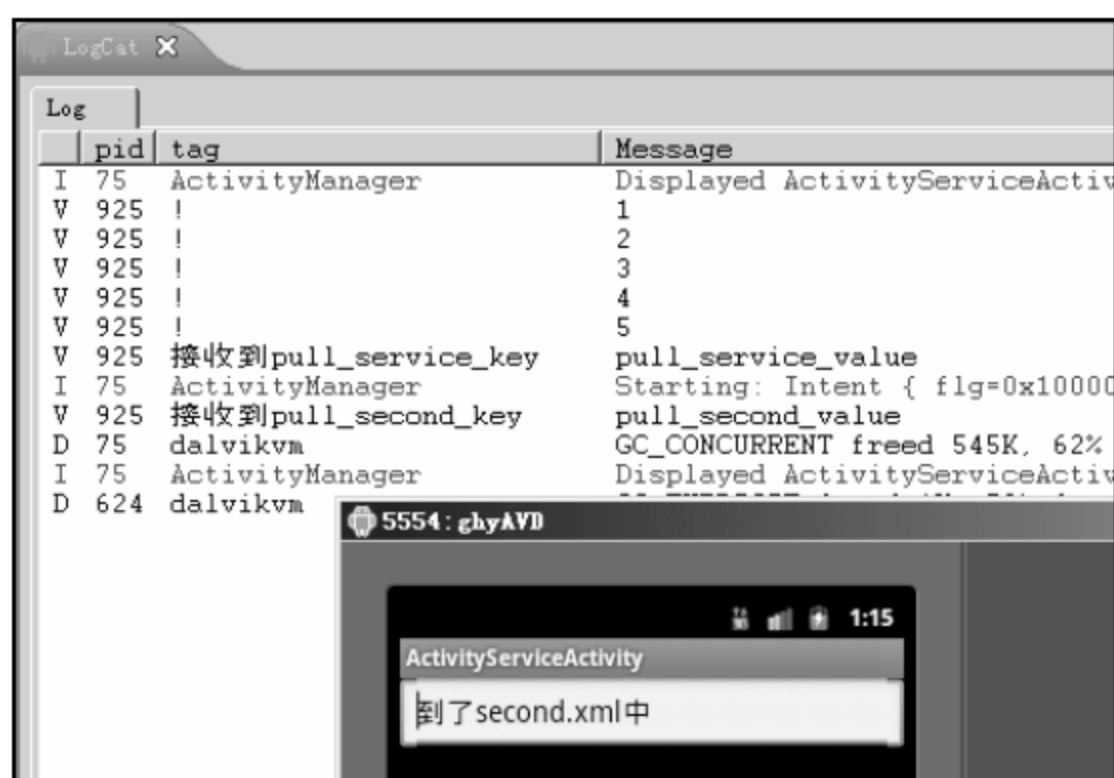 LogCat
Log
pid tag Message
I 75 ActivityManager Displayed ActivityServiceActiv
V 925 ! 1
V 925 ! 2
V 925 ! 3
V 925 ! 4
V 925 ! 5
V 925 接收到pull_service_key pull_service_value
I 75 ActivityManager Starting: Intent { flg=0x10000
V 925 接收到pull_second_key pull_second_value
D 75 dalvikvm GC_CONCURRENT freed 545K, 62%
I 75 ActivityManager Displayed ActivityServiceActiv
D 624 dalvikvm
5554:ghyAVD
1:15
ActivityServiceActivity
到了second.xml中